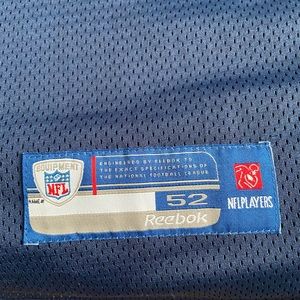 EQUIPMENT
NFL
ENGINEERED BY REEBOK TO
THE EXACT SPECIFICATIONS OF
THE NATIONAL FOOTBALL LEAGUE
52
Reebok
NFLPLAYERS